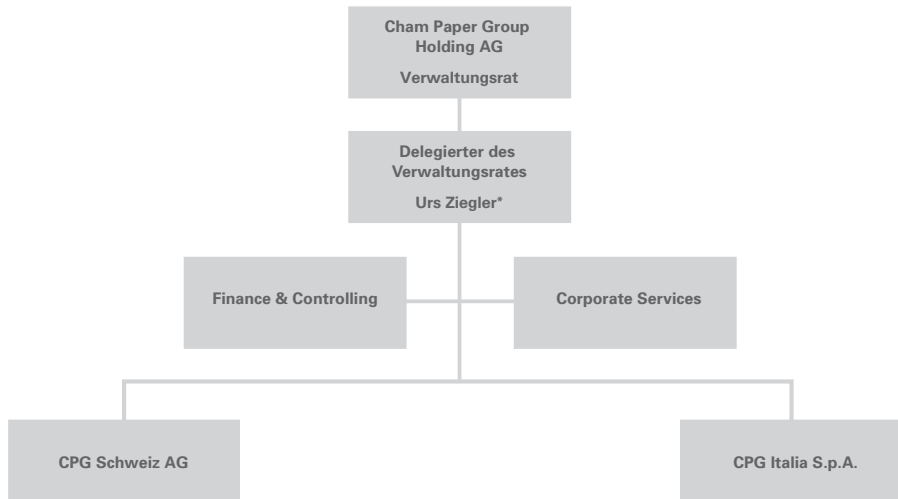 Cham Paper Group
Holding AG
Verwaltungsrat
Delegierter des
Verwaltungsrates
Urs Ziegler*
Finance & Controlling
Corporate Services
CPG Schweiz AG
CPG Italia S.p.A.